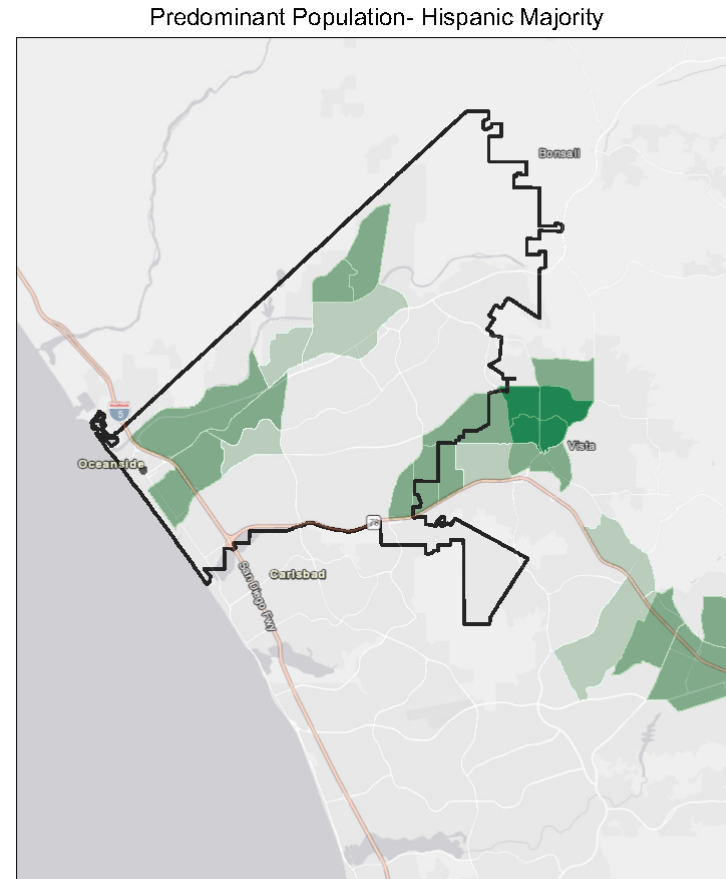 Predominant Population- Hispanic Majority
Bonsall
5
Vista
Oceanside
78
Carlsbad
San Diego Fwy